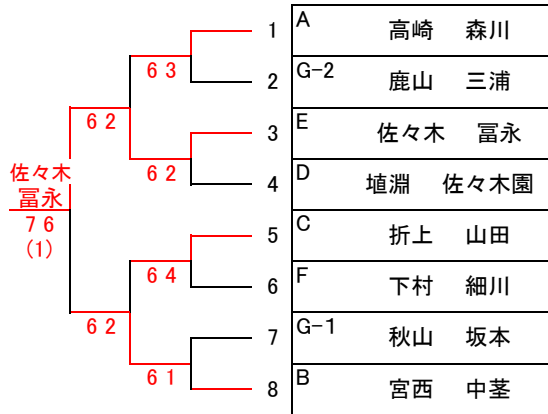 1 A 高崎 森川
6 3
2 G-2 鹿山 三浦
6 2
3 E 佐々木 冨永
6 2
4 D 埴淵 佐々木園
佐々木
冨永
7 6
(1)
5 C 折上 山田
6 4
6 F 下村 細川
6 2
7 G-1 秋山 坂本
6 1
8 B 宮西 中茎